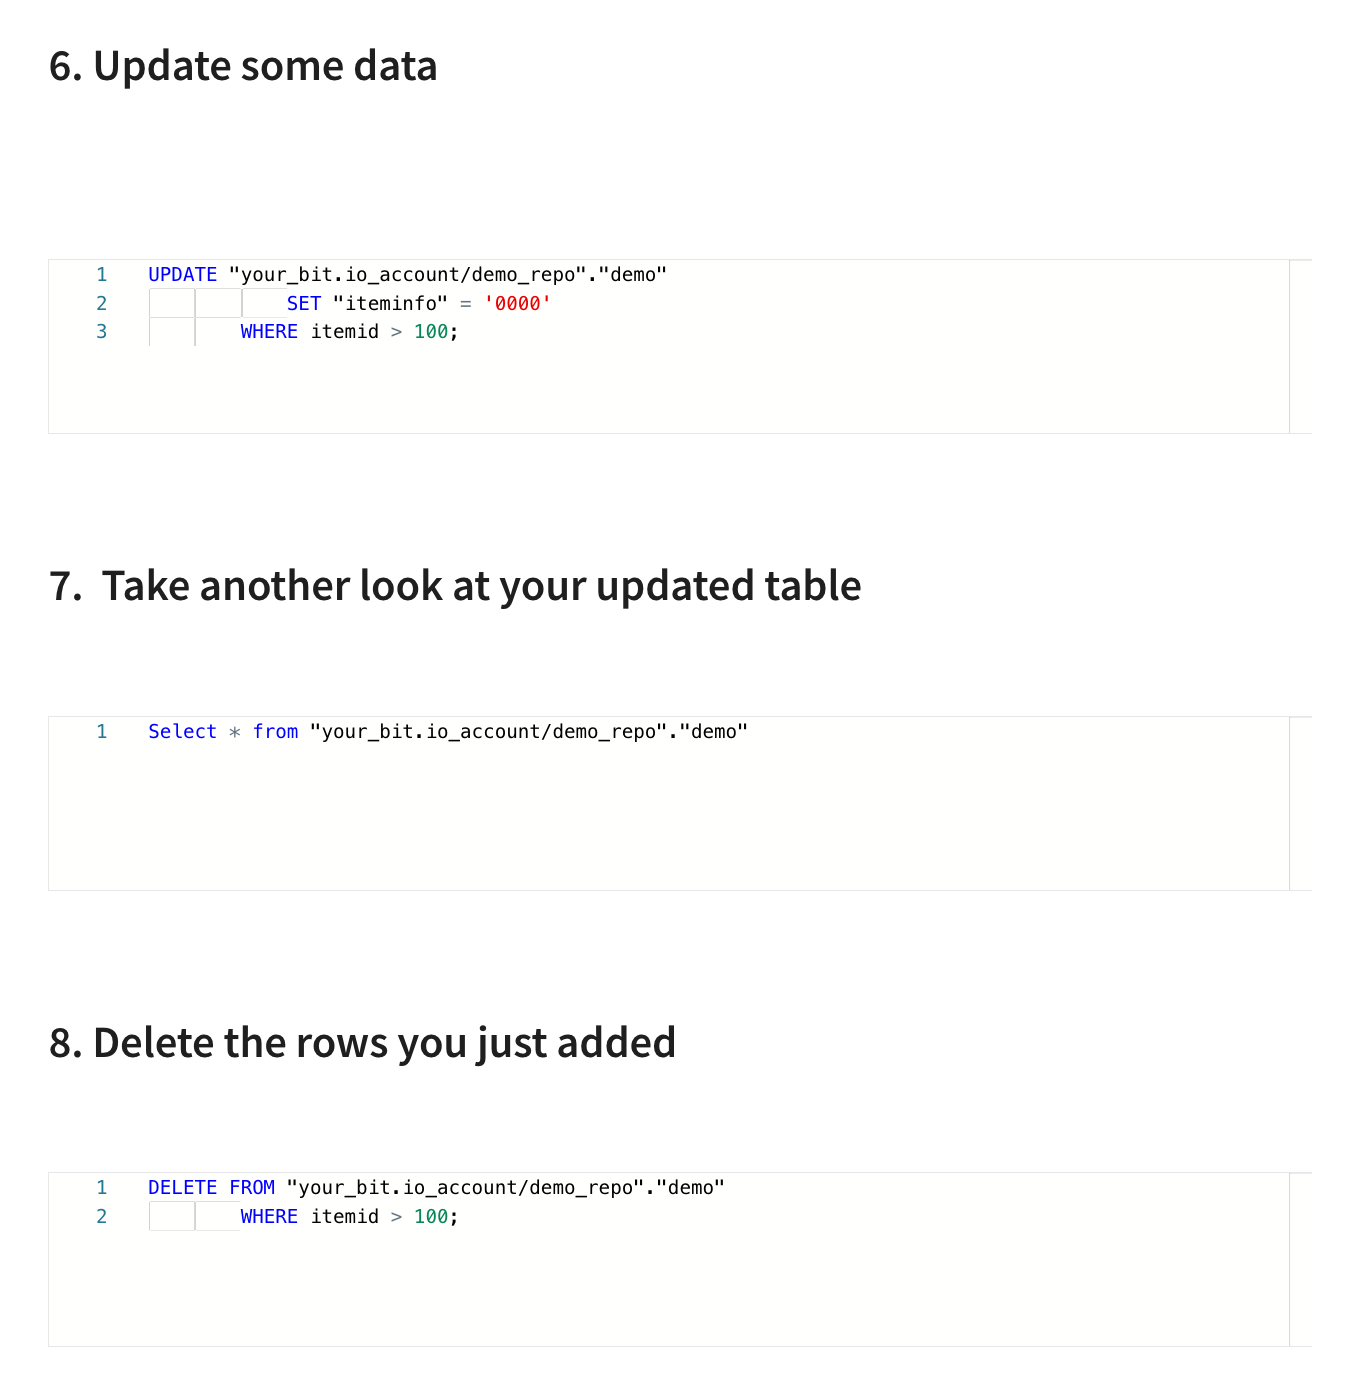 6. Update some data
1 UPDATE "your_bit.io_account/demo_repo"."demo"
2 SET "iteminfo" = '0000'
3 WHERE itemid > 100;
7. Take another look at your updated table
1 Select * from "your_bit.io_account/demo_repo"."demo"
8. Delete the rows you just added
1 DELETE FROM "your_bit.io_account/demo_repo"."demo"
2 WHERE itemid > 100;